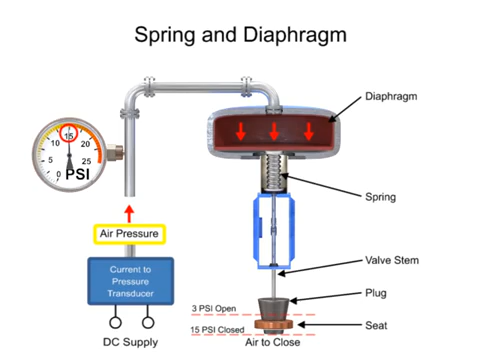 Spring and Diaphragm
Diaphragm
15
10
20
5
25
0
PSI
Spring
Air Pressure
Valve Stem
Current to
Pressure
Transducer
Plug
3 PSI Open
Seat
15 PSI Closed
DC Supply
Air to Close